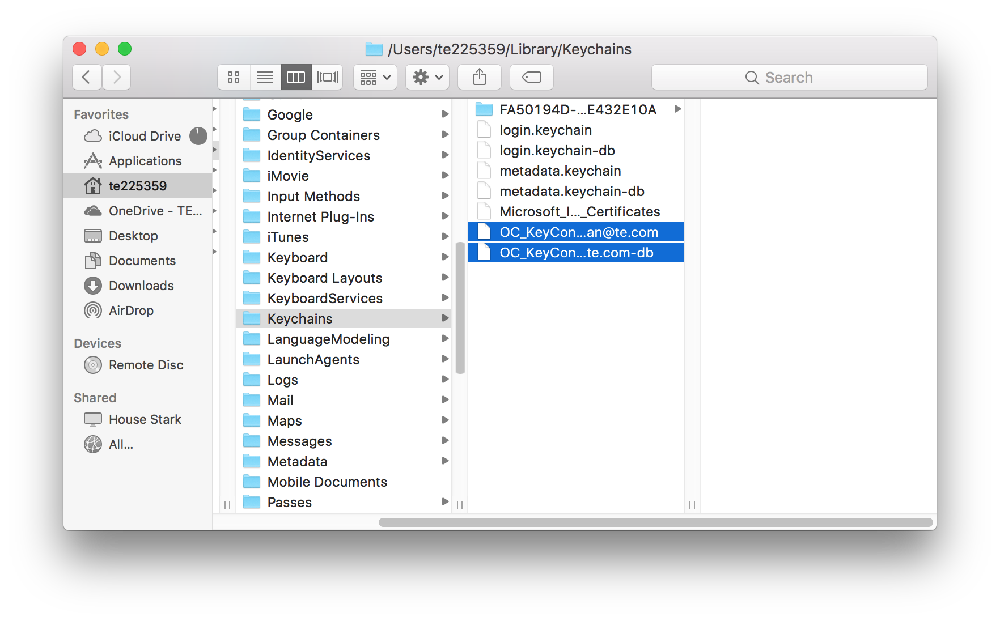 /Users/te225359/Library/Keychains
Search
Favorites
iCloud Drive
Applications
te225359
OneDrive - TE...
Desktop
Documents
Downloads
AirDrop
Devices
Remote Disc
Shared
House Stark
All...
Google
Group Containers
IdentityServices
iMovie
Input Methods
Internet Plug-Ins
iTunes
Keyboard
Keyboard Layouts
KeyboardServices
Keychains
LanguageModeling
LaunchAgents
Logs
Mail
Maps
Messages
Metadata
Mobile Documents
Passes
FA50194D-...E432E10A
login.keychain
login.keychain-db
metadata.keychain
metadata.keychain-db
Microsoft_I..._Certificates
OC_KeyCon...an@te.com
OC_KeyCon...te.com-db